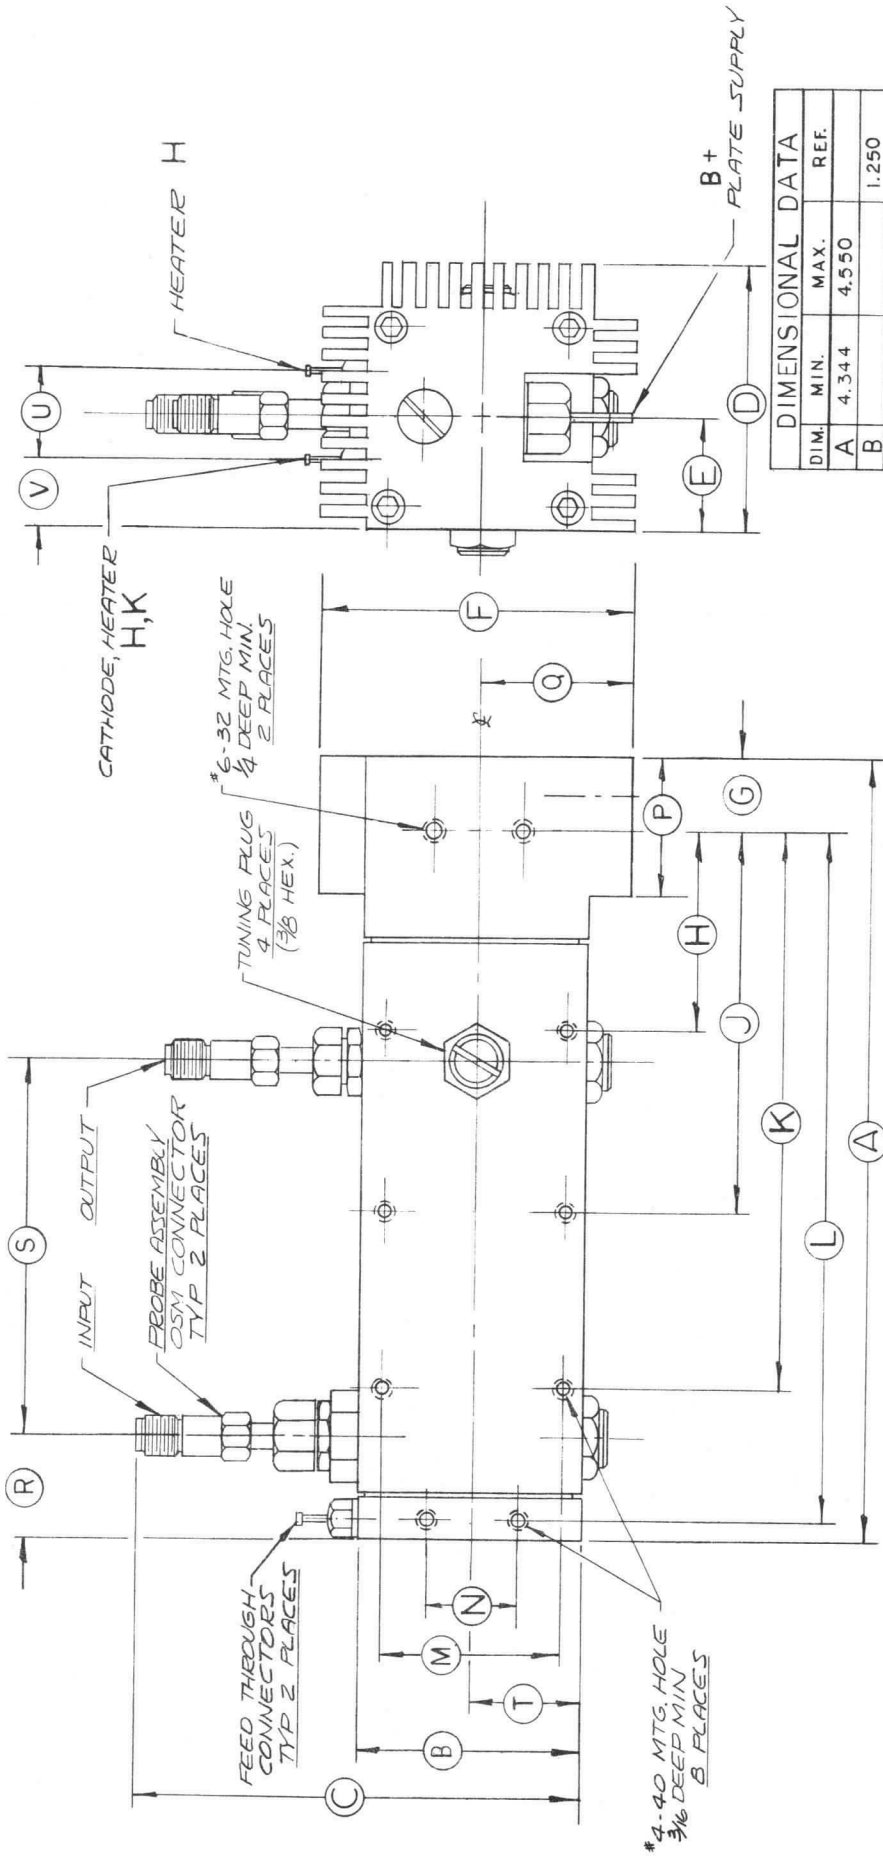 R
S
INPUT
OUTPUT
PROBE ASSEMBLY
OSM CONNECTOR
TYP 2 PLACES
FEED THROUGH
CONNECTORS
TYP 2 PLACES
TUNING PLUG
4 PLACES
(3/8 HEX.)
#6-32 MTG. HOLE
1/4 DEEP MIN.
2 PLACES
CATHODE, HEATER
H,K
V
U
HEATER H
C
B
T
M
N
#4-40 MTG. HOLE
3/16 DEEP MIN
8 PLACES
F
Q
℄
P
G
H
J
K
L
A
E
D
B+
PLATE SUPPLY
DIMENSIONAL DATA
DIM. MIN. MAX. REF.
A 4.344 4.550
B 1.250